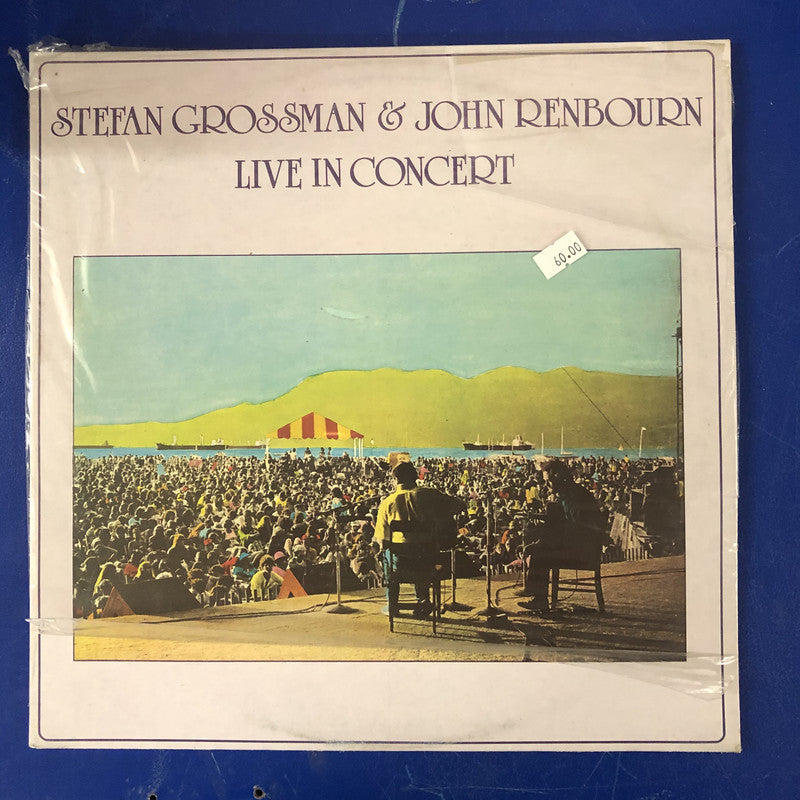 STEFAN GROSSMAN & JOHN RENBOURN
LIVE IN CONCERT
60.00